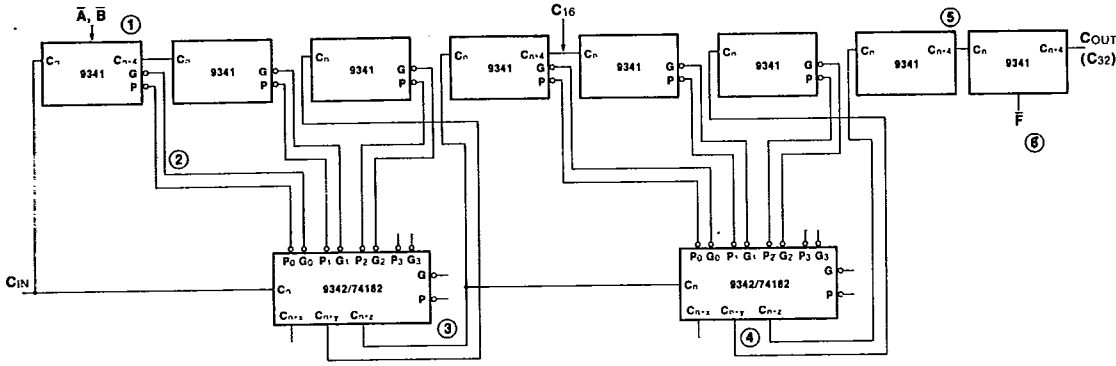 A̅, B̅ ① C16 ⑤
Cn Cn+4 9341 G P
Cn 9341 G P
Cn 9341 G P
Cn Cn+4 9341 G P
Cn 9341 G P
Cn 9341 G P
Cn Cn+4 9341
Cn+4 9341
COUT
(C32)
F̅
⑥
②
P0 G0 P1 G1 P2 G2 P3 G3
G
Cn 9342/74182
P
Cn+x Cn+y Cn+z
③
P0 G0 P1 G1 P2 G2 P3 G3
G
Cn 9342/74182
P
Cn+x Cn+y Cn+z
④
CIN